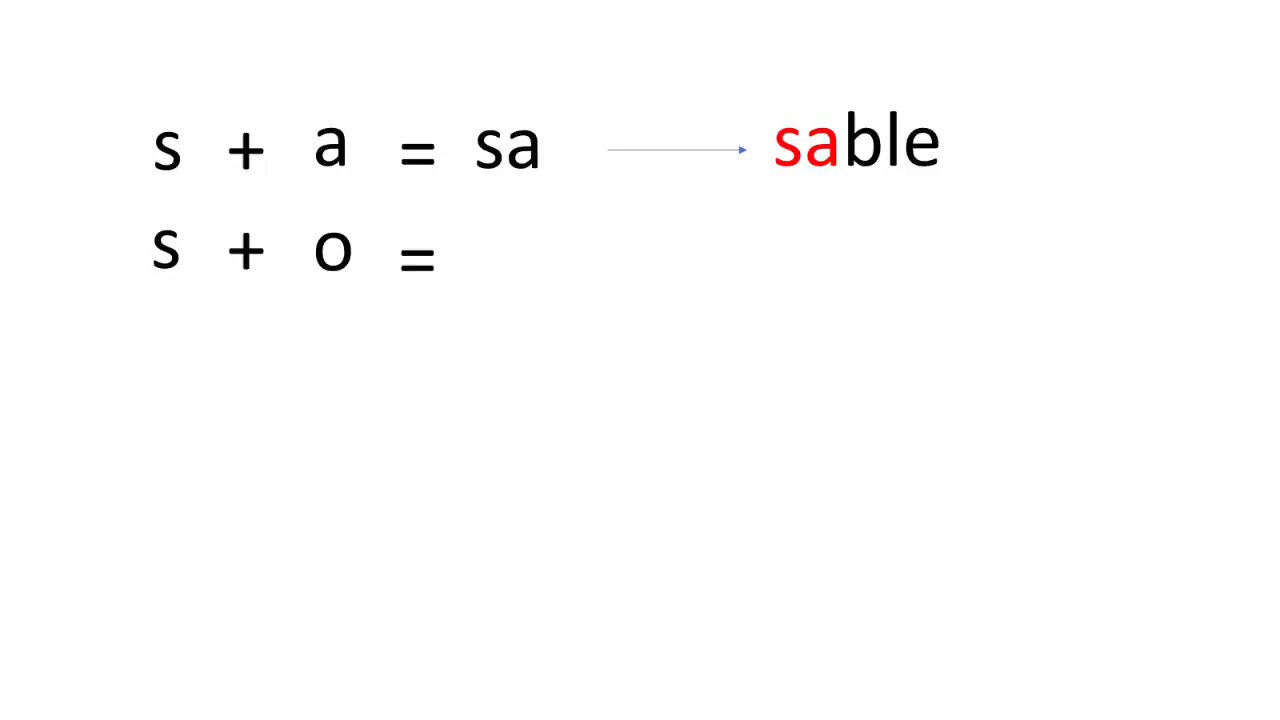 s + a = sa sable
s + o =